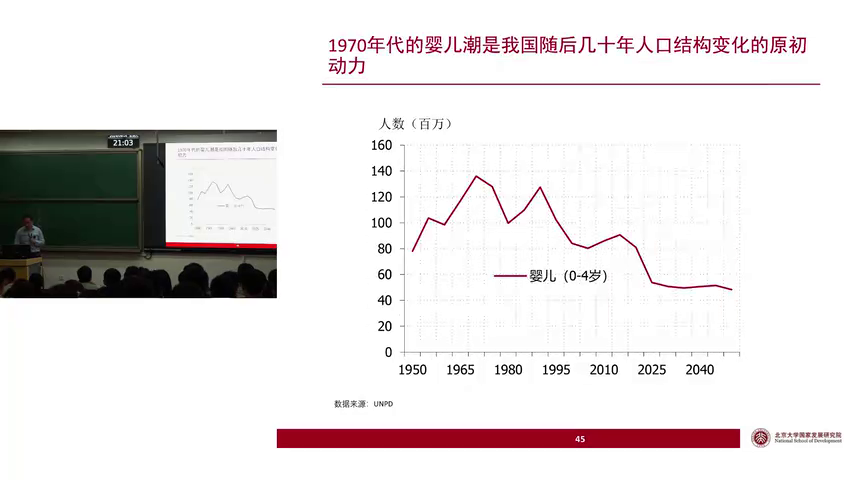 1970年代的婴儿潮是我国随后几十年人口结构变化的原初
动力
21:03
人数（百万）
160
140
120
100
80
60
40
20
0
婴儿（0-4岁）
1950 1965 1980 1995 2010 2025 2040
数据来源：UNPD
45
北京大学国家发展研究院
National School of Development